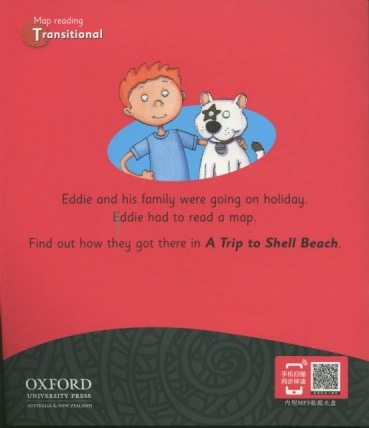 Map reading
Transitional
Eddie and his family were going on holiday.
Eddie had to read a map.
Find out how they got there in A Trip to Shell Beach.
OXFORD
UNIVERSITY PRESS
AUSTRALIA & NEW ZEALAND
手机扫描
同步伴读
内附MP3数据光盘